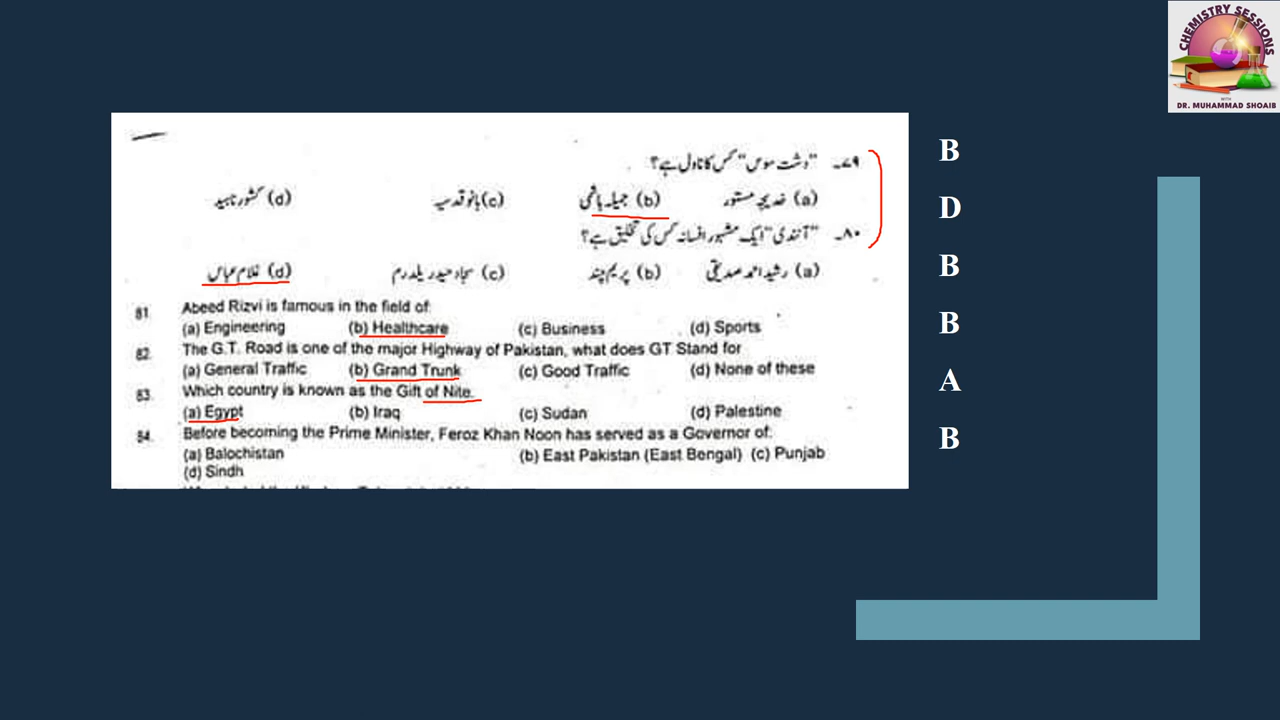 CHEMISTRY SESSIONS
WITH
DR. MUHAMMAD SHOAIB
۷۹۔ "دشت سوس" کس کا ناول ہے؟
(a) خدیجہ مستور (b) جمیلہ ہاشمی (c) بانو قدسیہ (d) کشور ناہید
۸۰۔ "آنندی" ایک مشہور افسانہ کس کی تخلیق ہے؟
(a) رشید احمد صدیقی (b) پریم چند (c) سجاد حیدر یلدرم (d) غلام عباس
81. Abeed Rizvi is famous in the field of:
(a) Engineering (b) Healthcare (c) Business (d) Sports
82. The G.T. Road is one of the major Highway of Pakistan, what does GT Stand for
(a) General Traffic (b) Grand Trunk (c) Good Traffic (d) None of these
83. Which country is known as the Gift of Nite.
(a) Egypt (b) Iraq (c) Sudan (d) Palestine
84. Before becoming the Prime Minister, Feroz Khan Noon has served as a Governor of:
(a) Balochistan (b) East Pakistan (East Bengal) (c) Punjab
(d) Sindh
B
D
B
B
A
B